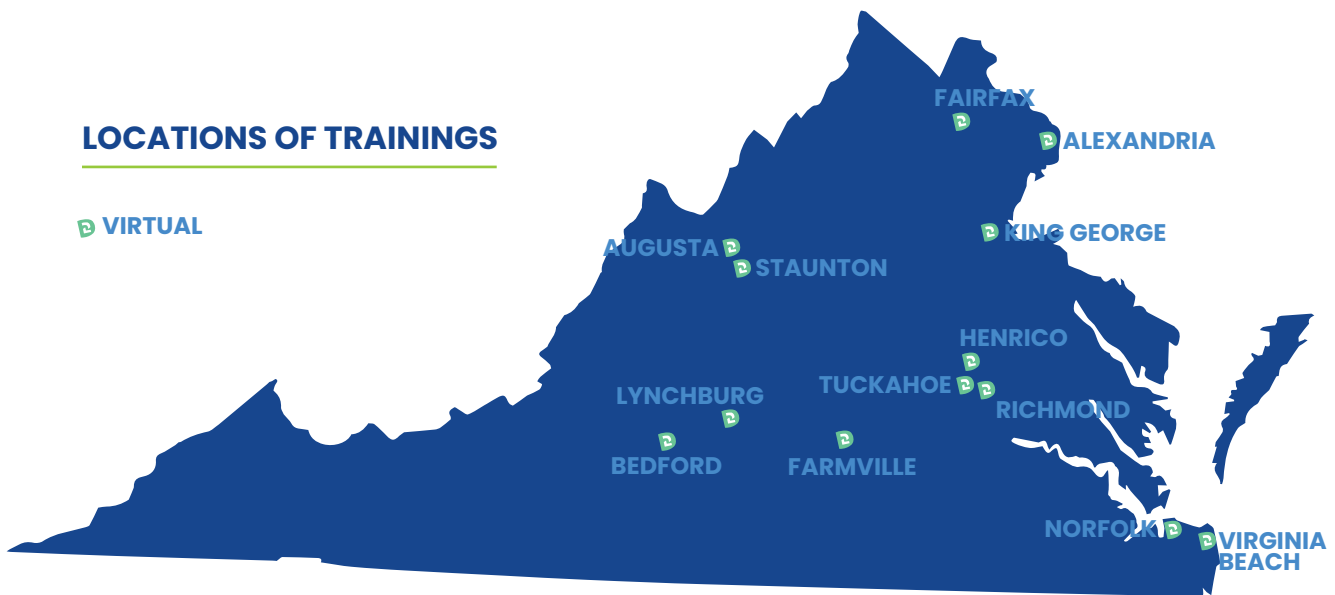 LOCATIONS OF TRAININGS
VIRTUAL
FAIRFAX
ALEXANDRIA
KING GEORGE
AUGUSTA
STAUNTON
HENRICO
TUCKAHOE
RICHMOND
LYNCHBURG
BEDFORD
FARMVILLE
NORFOLK
VIRGINIA
BEACH